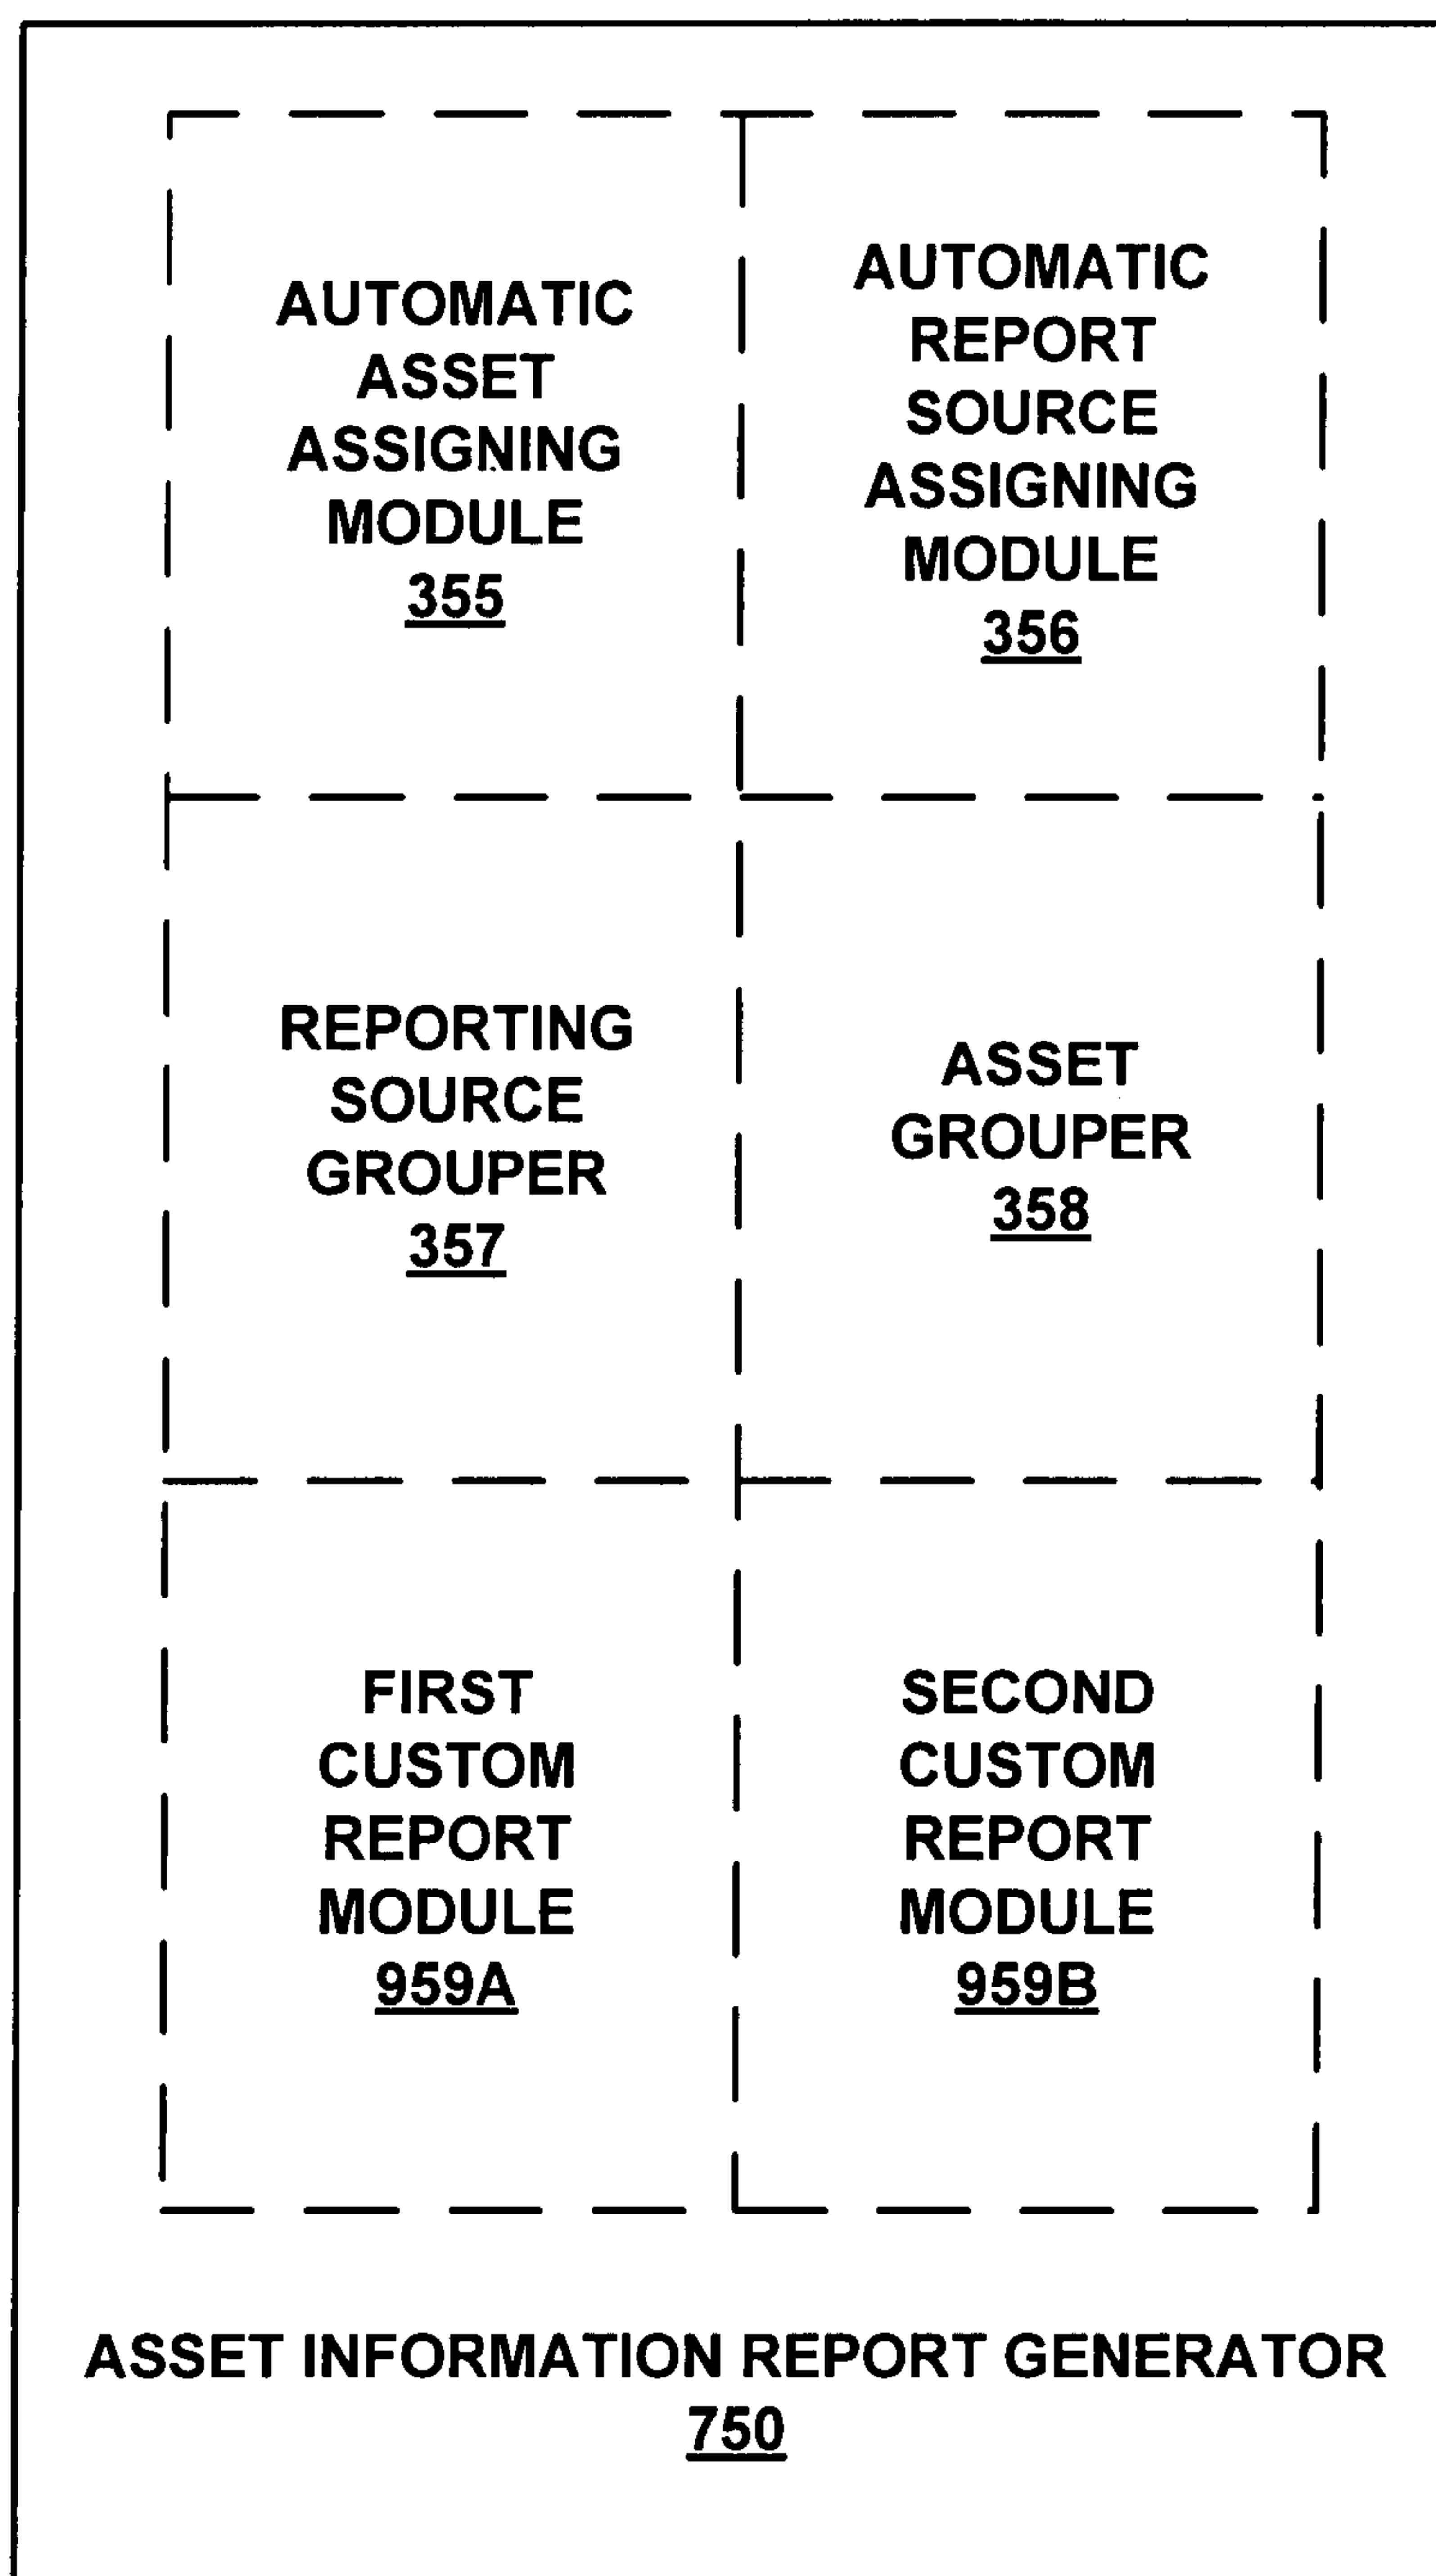 AUTOMATIC
ASSET
ASSIGNING
MODULE
355
AUTOMATIC
REPORT
SOURCE
ASSIGNING
MODULE
356
REPORTING
SOURCE
GROUPER
357
ASSET
GROUPER
358
FIRST
CUSTOM
REPORT
MODULE
959A
SECOND
CUSTOM
REPORT
MODULE
959B
ASSET INFORMATION REPORT GENERATOR
750